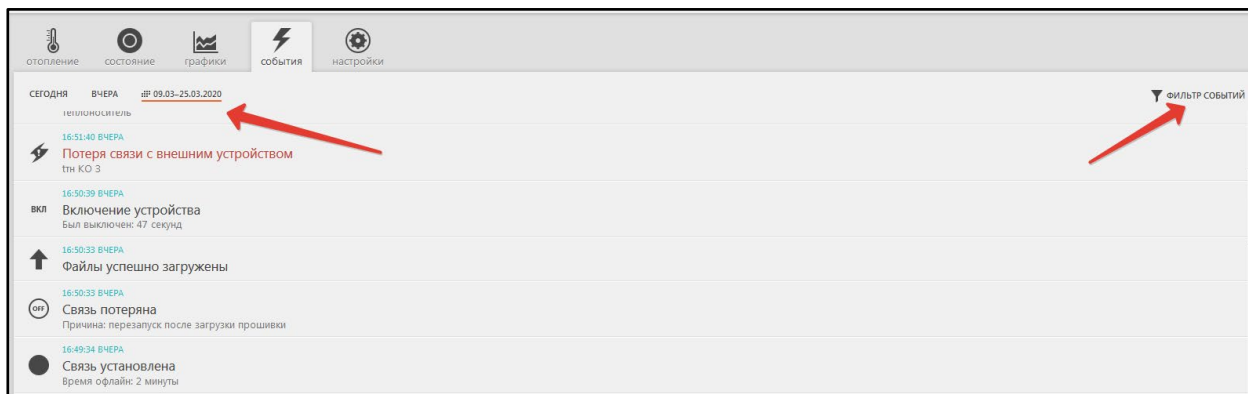 отопление состояние графики события настройки
СЕГОДНЯ ВЧЕРА 09.03–25.03.2020 ФИЛЬТР СОБЫТИЙ
теплоноситель
16:51:40 ВЧЕРА
Потеря связи с внешним устройством
tтн КО 3
16:50:39 ВЧЕРА
ВКЛ Включение устройства
Был выключен: 47 секунд
16:50:33 ВЧЕРА
Файлы успешно загружены
16:50:33 ВЧЕРА
OFF Связь потеряна
Причина: перезапуск после загрузки прошивки
16:49:34 ВЧЕРА
Связь установлена
Время офлайн: 2 минуты